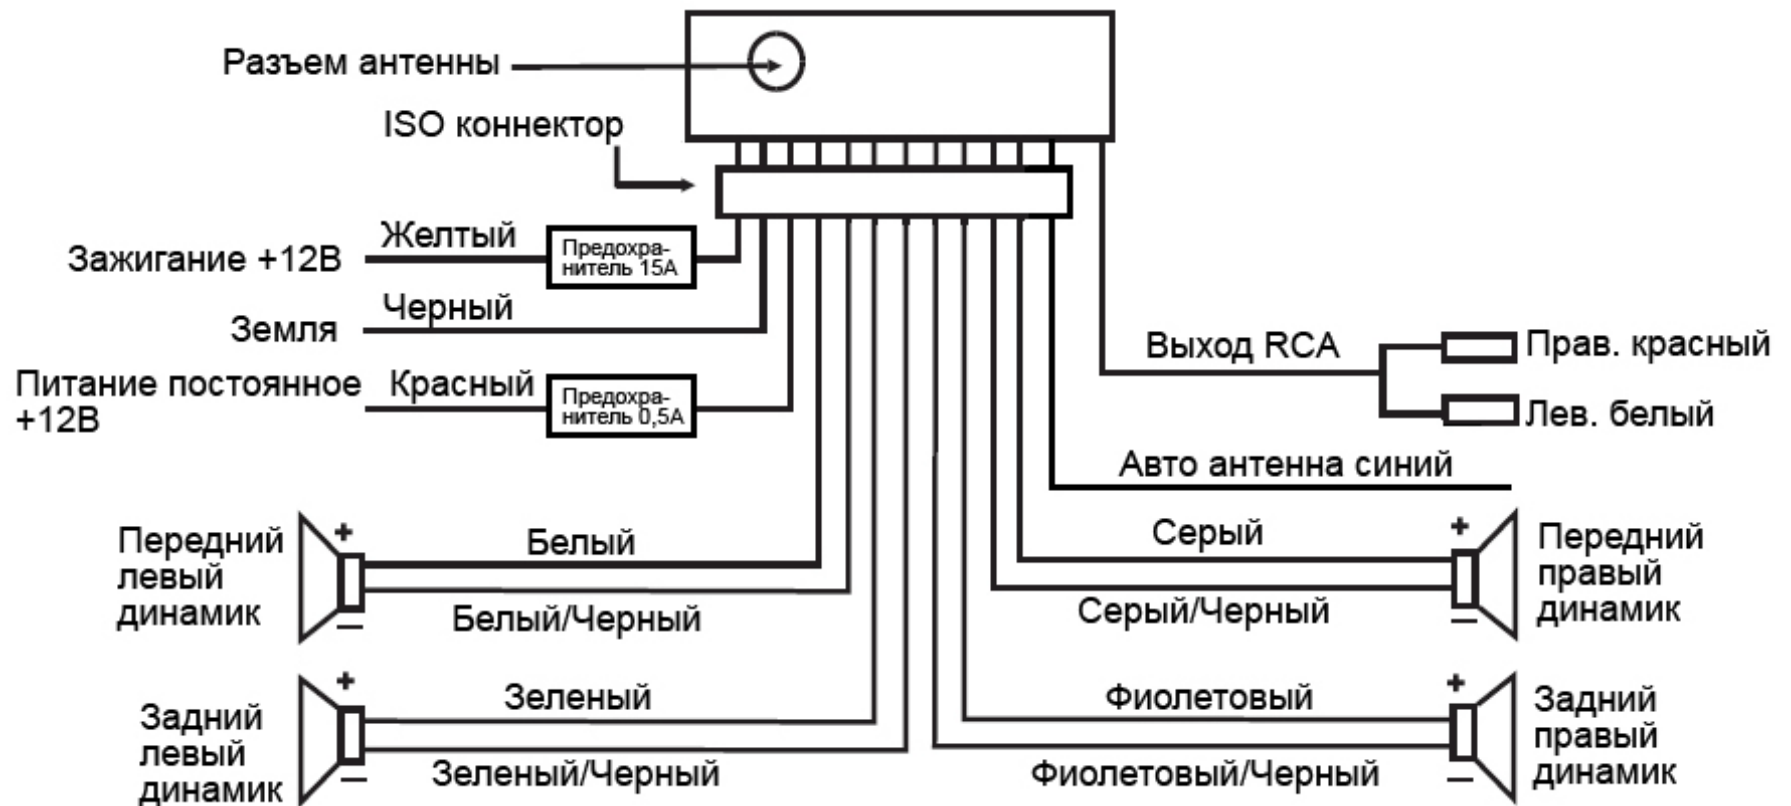 Разъем антенны
ISO коннектор
Желтый
Зажигание +12В
Предохра-
нитель 15А
Черный
Земля
Питание постоянное
+12В
Красный
Предохра-
нитель 0,5А
Выход RCA
Прав. красный
Лев. белый
Авто антенна синий
Передний
левый
динамик
+
Белый
Белый/Черный
–
Серый
Серый/Черный
+
–
Передний
правый
динамик
Задний
левый
динамик
+
Зеленый
Зеленый/Черный
–
Фиолетовый
Фиолетовый/Черный
+
–
Задний
правый
динамик